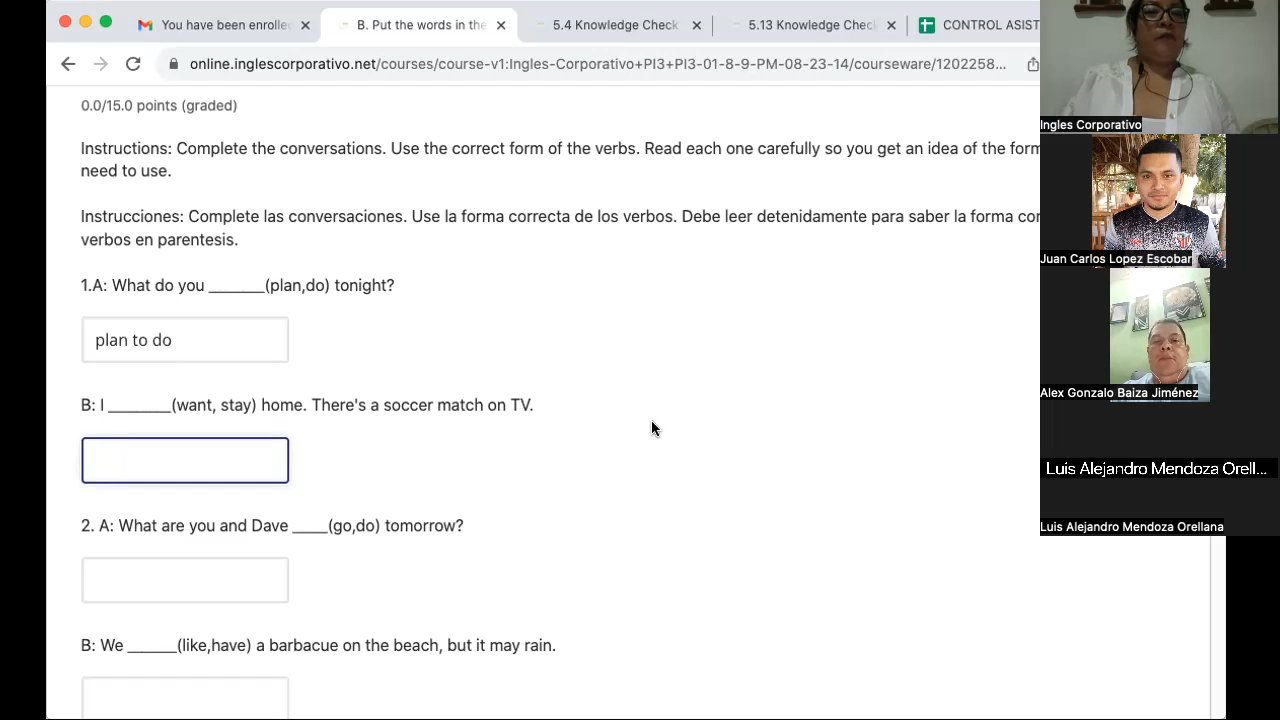 You have been enrolle
B. Put the words in the
5.4 Knowledge Check
5.13 Knowledge Chec
CONTROL ASIST
online.inglescorporativo.net/courses/course-v1:Ingles-Corporativo+PI3+PI3-01-8-9-PM-08-23-14/courseware/1202258...
0.0/15.0 points (graded)
Instructions: Complete the conversations. Use the correct form of the verbs. Read each one carefully so you get an idea of the form
need to use.
Instrucciones: Complete las conversaciones. Use la forma correcta de los verbos. Debe leer detenidamente para saber la forma cor
verbos en parentesis.
1.A: What do you _______(plan,do) tonight?
plan to do
B: I ________(want, stay) home. There's a soccer match on TV.
2. A: What are you and Dave ____(go,do) tomorrow?
B: We ______(like,have) a barbacue on the beach, but it may rain.
Ingles Corporativo
Juan Carlos Lopez Escobar
Alex Gonzalo Baiza Jiménez
Luis Alejandro Mendoza Orell...
Luis Alejandro Mendoza Orellana